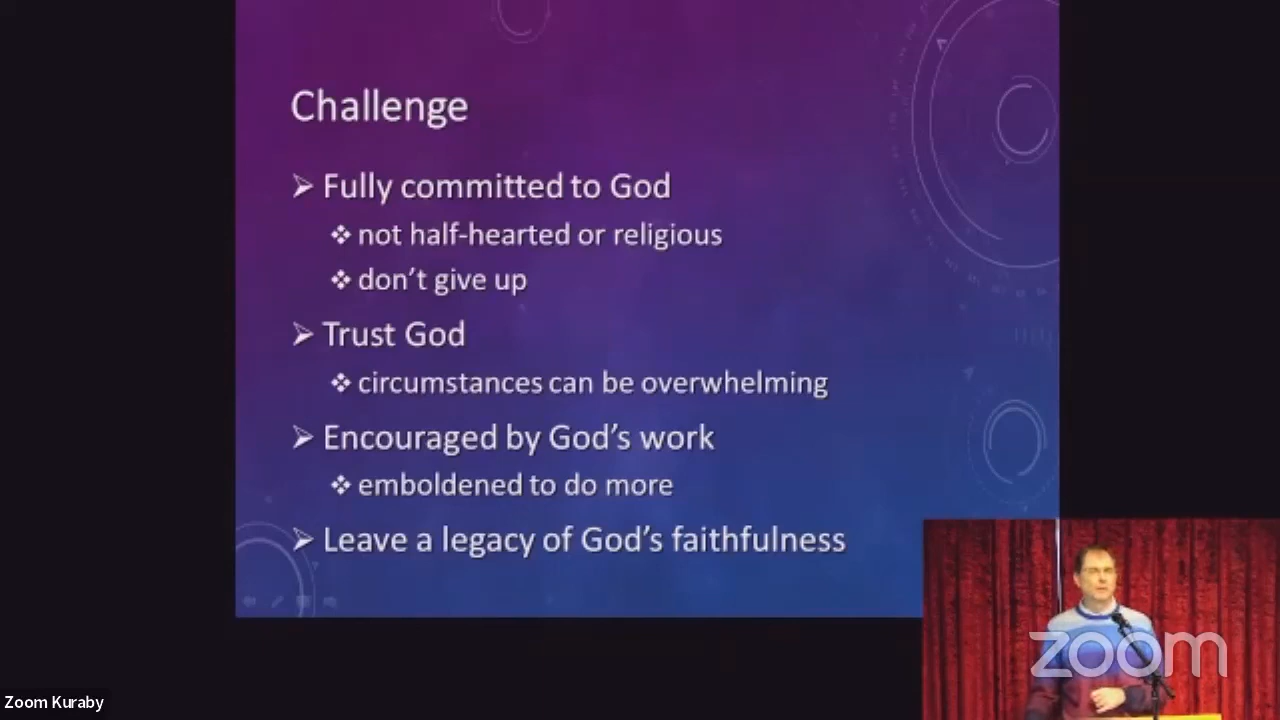 Challenge
➢ Fully committed to God
❖ not half-hearted or religious
❖ don’t give up
➢ Trust God
❖ circumstances can be overwhelming
➢ Encouraged by God’s work
❖ emboldened to do more
➢ Leave a legacy of God’s faithfulness
zoom
Zoom Kuraby